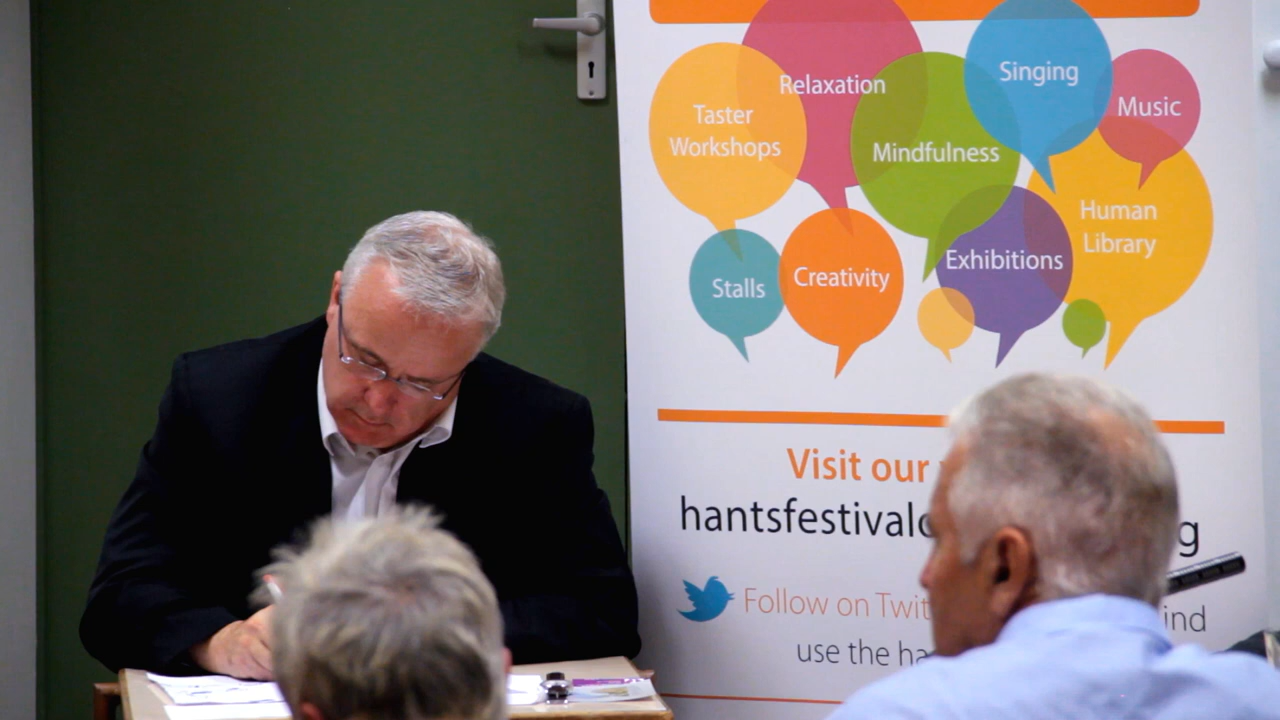 Relaxation
Singing
Music
Taster
Workshops
Mindfulness
Human
Library
Exhibitions
Creativity
Stalls
Visit our
hantsfestival
g
Follow on Twit
ind
use the ha